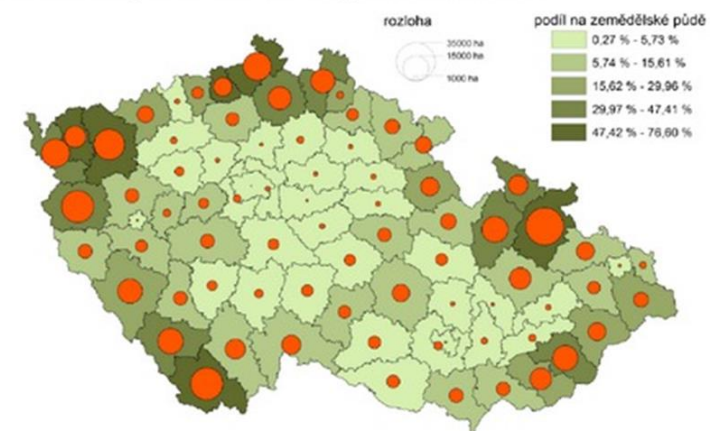 rozloha
35000 ha
15000 ha
1000 ha
podíl na zemědělské půdě
0,27 % - 5,73 %
5,74 % - 15,61 %
15,62 % - 29,96 %
29,97 % - 47,41 %
47,42 % - 76,60 %